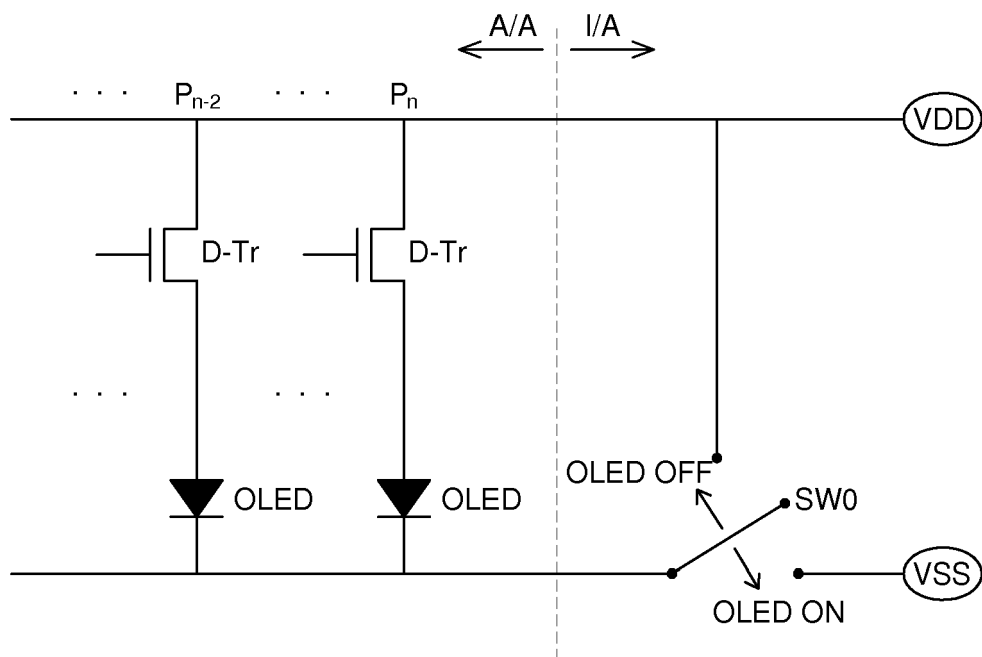 A/A I/A
. . . Pn-2 . . . Pn
VDD
D-Tr D-Tr
. . . . . .
OLED OFF
OLED OLED SW0
VSS
OLED ON